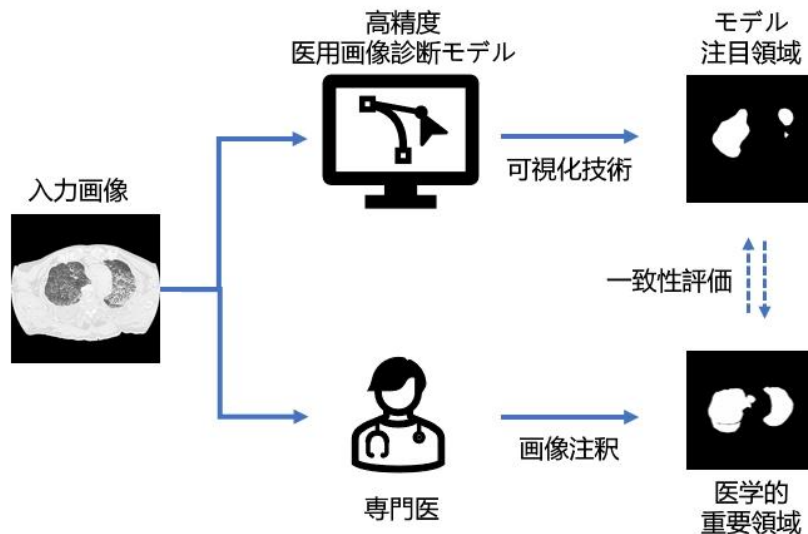 高精度
医用画像診断モデル
モデル
注目領域
可視化技術
入力画像
一致性評価
画像注釈
専門医
医学的
重要領域